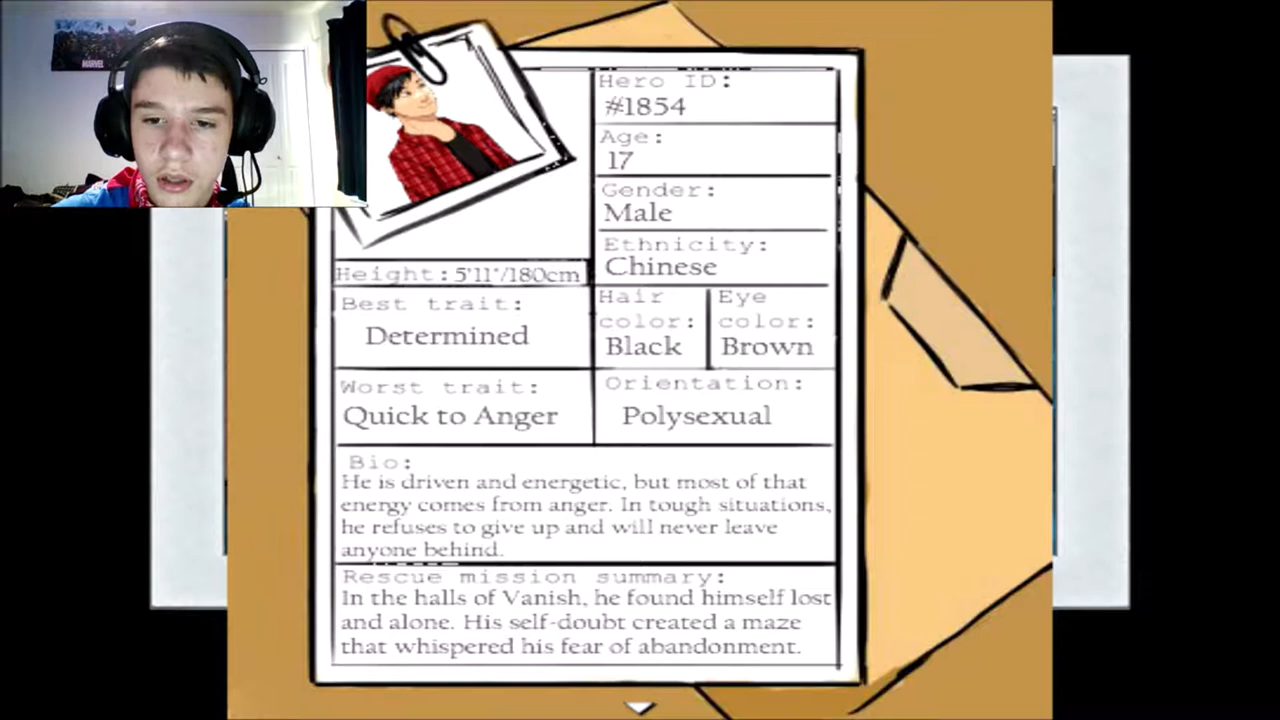 MARVEL
Hero ID:
#1854
Age:
17
Gender:
Male
Ethnicity:
Chinese
Height: 5'11"/180cm
Hair color:
Black
Eye color:
Brown
Best trait:
Determined
Worst trait:
Quick to Anger
Orientation:
Polysexual
Bio:
He is driven and energetic, but most of that
energy comes from anger. In tough situations,
he refuses to give up and will never leave
anyone behind.
Rescue mission summary:
In the halls of Vanish, he found himself lost
and alone. His self-doubt created a maze
that whispered his fear of abandonment.